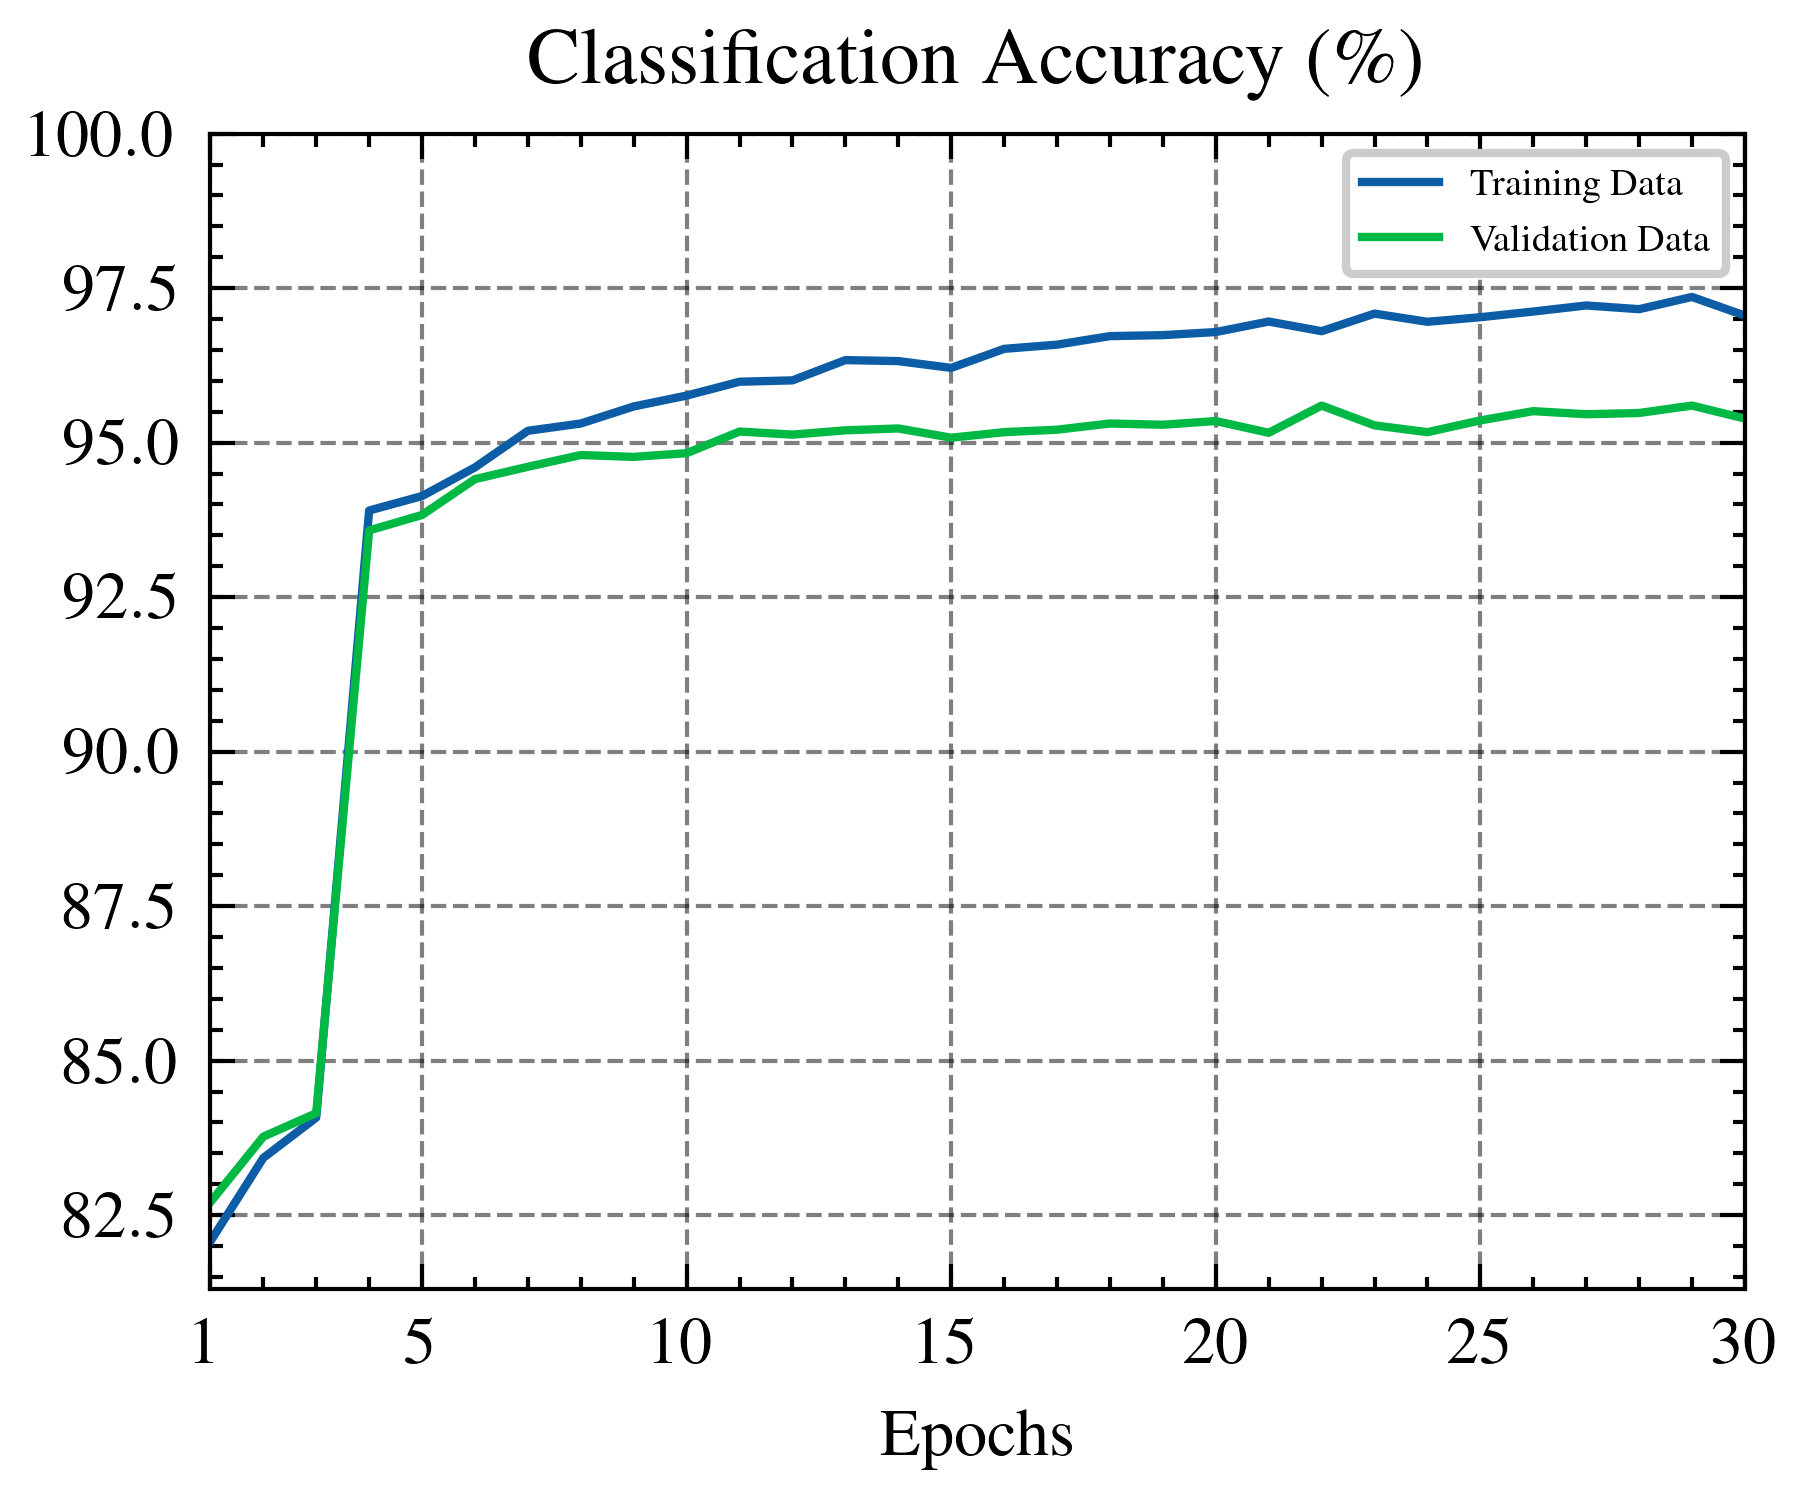 Classification Accuracy (%)
100.0
97.5
95.0
92.5
90.0
87.5
85.0
82.5
Training Data
Validation Data
1 5 10 15 20 25 30
Epochs